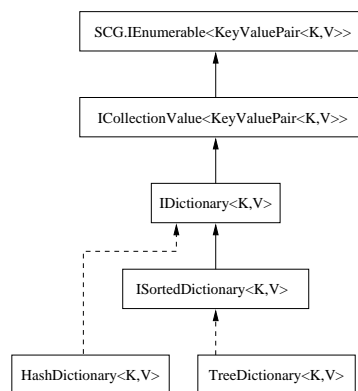 SCG.IEnumerable<KeyValuePair<K,V>>
ICollectionValue<KeyValuePair<K,V>>
IDictionary<K,V>
ISortedDictionary<K,V>
HashDictionary<K,V>
TreeDictionary<K,V>